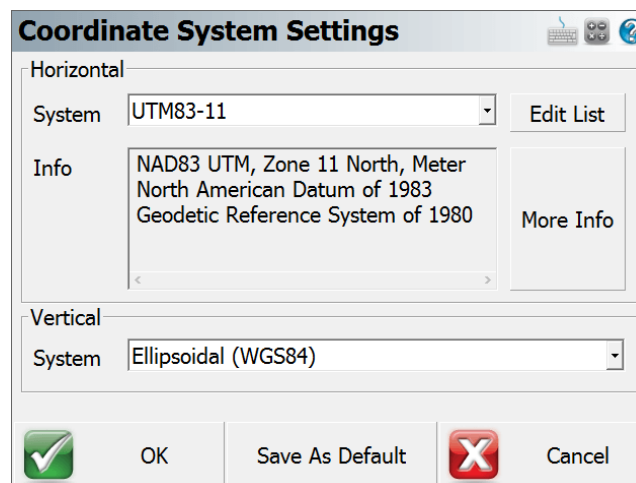 Coordinate System Settings
Horizontal
System UTM83-11 Edit List
Info NAD83 UTM, Zone 11 North, Meter
North American Datum of 1983
Geodetic Reference System of 1980
More Info
Vertical
System Ellipsoidal (WGS84)
OK Save As Default Cancel